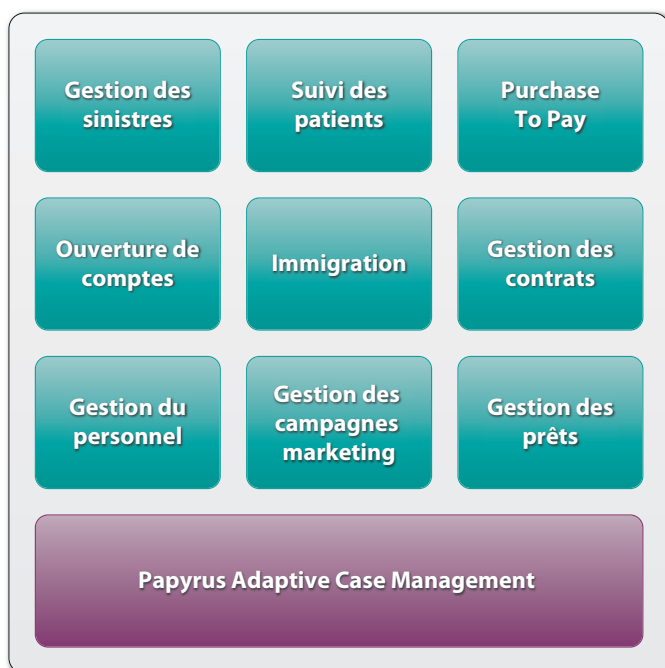 Gestion des
sinistres
Suivi des
patients
Purchase
To Pay
Ouverture de
comptes
Immigration
Gestion des
contrats
Gestion du
personnel
Gestion des
campagnes
marketing
Gestion des
prêts
Papyrus Adaptive Case Management